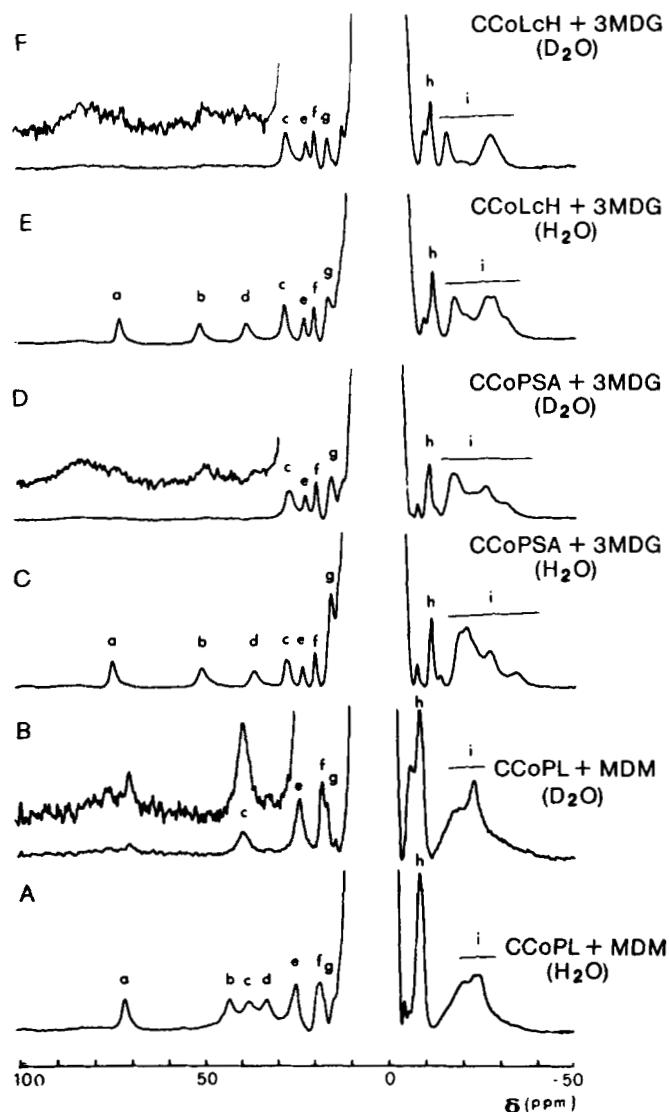 F
CCoLcH + 3MDG
(D₂O)
c e f g
h
i
E
CCoLcH + 3MDG
(H₂O)
a b d c e f g
h
i
D
CCoPSA + 3MDG
(D₂O)
c e f g
h
i
C
CCoPSA + 3MDG
(H₂O)
a b d c e f g
h
i
B
CCoPL + MDM
(D₂O)
c e f g
h
i
A
CCoPL + MDM
(H₂O)
a b c d e f g
h
i
100 50 0 -50
δ (ppm)